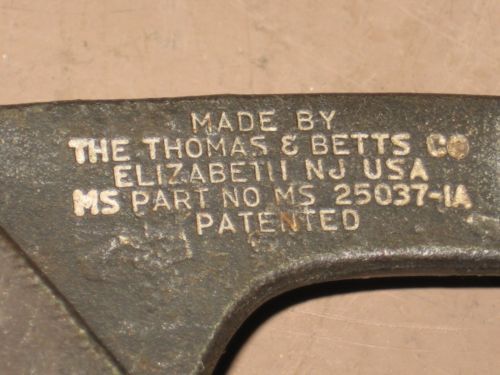 MADE BY
THE THOMAS & BETTS CO
ELIZABETH NJ USA
MS PART NO MS 25037-1A
PATENTED